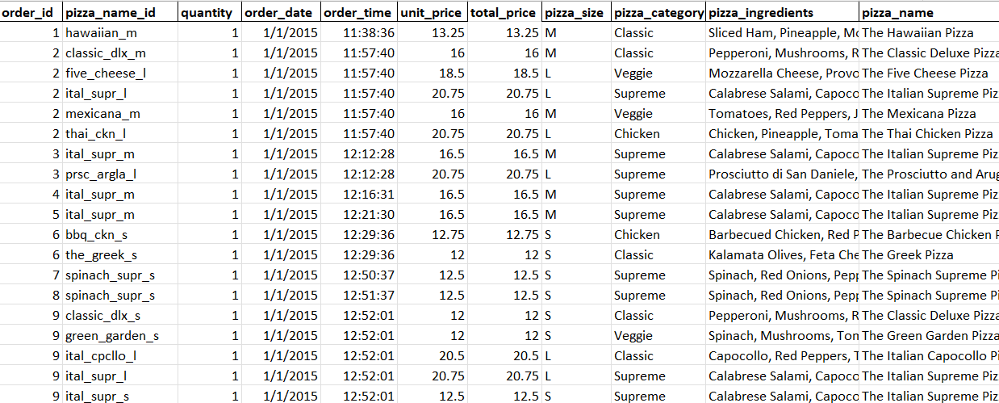 order_id pizza_name_id quantity order_date order_time unit_price total_price pizza_size pizza_category pizza_ingredients pizza_name
1 hawaiian_m 1 1/1/2015 11:38:36 13.25 13.25 M Classic Sliced Ham, Pineapple, The Hawaiian Pizza
2 classic_dlx_m 1 1/1/2015 11:57:40 16 16 M Classic Pepperoni, Mushrooms, The Classic Deluxe Pizza
2 five_cheese_l 1 1/1/2015 11:57:40 18.5 18.5 L Veggie Mozzarella Cheese, Provo The Five Cheese Pizza
2 ital_supr_l 1 1/1/2015 11:57:40 20.75 20.75 L Supreme Calabrese Salami, Capoco The Italian Supreme Piz
2 mexicana_m 1 1/1/2015 11:57:40 16 16 M Veggie Tomatoes, Red Peppers, The Mexicana Pizza
2 thai_ckn_l 1 1/1/2015 11:57:40 20.75 20.75 L Chicken Chicken, Pineapple, Toma The Thai Chicken Pizza
3 ital_supr_m 1 1/1/2015 12:12:28 16.5 16.5 M Supreme Calabrese Salami, Capoco The Italian Supreme Piz
3 prsc_argla_l 1 1/1/2015 12:12:28 20.75 20.75 L Supreme Prosciutto di San Daniele, The Prosciutto and Arug
4 ital_supr_m 1 1/1/2015 12:16:31 16.5 16.5 M Supreme Calabrese Salami, Capoco The Italian Supreme Piz
5 ital_supr_m 1 1/1/2015 12:21:30 16.5 16.5 M Supreme Calabrese Salami, Capoco The Italian Supreme Piz
6 bbq_ckn_s 1 1/1/2015 12:29:36 12.75 12.75 S Chicken Barbecued Chicken, Red The Barbecue Chicken
6 the_greek_s 1 1/1/2015 12:29:36 12 12 S Classic Kalamata Olives, Feta Che The Greek Pizza
7 spinach_supr_s 1 1/1/2015 12:50:37 12.5 12.5 S Supreme Spinach, Red Onions, Pepp The Spinach Supreme Pi
8 spinach_supr_s 1 1/1/2015 12:51:37 12.5 12.5 S Supreme Spinach, Red Onions, Pepp The Spinach Supreme Pi
9 classic_dlx_s 1 1/1/2015 12:52:01 12 12 S Classic Pepperoni, Mushrooms, The Classic Deluxe Pizza
9 green_garden_s 1 1/1/2015 12:52:01 12 12 S Veggie Spinach, Mushrooms, Tom The Green Garden Pizza
9 ital_cpcllo_l 1 1/1/2015 12:52:01 20.5 20.5 L Classic Capocollo, Red Peppers, The Italian Capocollo Pi
9 ital_supr_l 1 1/1/2015 12:52:01 20.75 20.75 L Supreme Calabrese Salami, Capoco The Italian Supreme Piz
9 ital_supr_s 1 1/1/2015 12:52:01 12.5 12.5 S Supreme Calabrese Salami, Capoco The Italian Supreme Piz